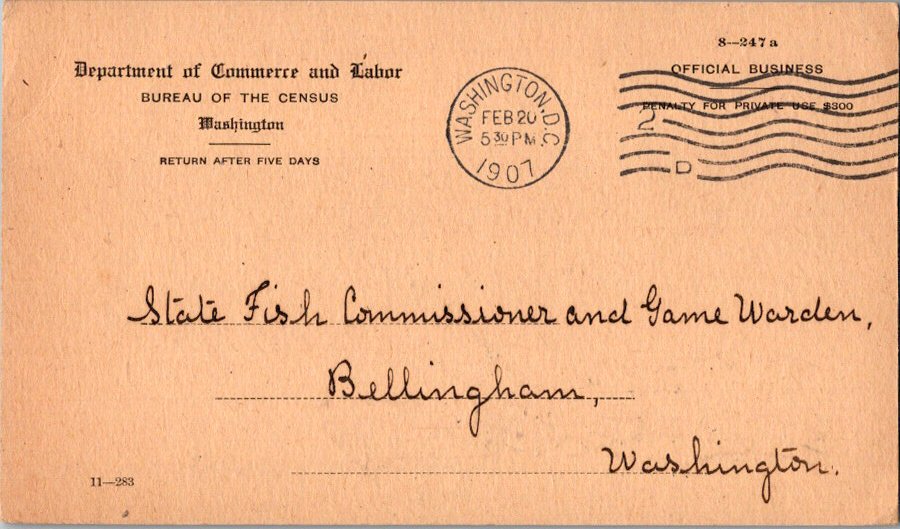 8—247a
Department of Commerce and Labor
OFFICIAL BUSINESS
BUREAU OF THE CENSUS
PENALTY FOR PRIVATE USE $300
Washington
RETURN AFTER FIVE DAYS
WASHINGTON, D.C.
FEB 20
5 30 PM
1907
2
D
State Fish Commissioner and Game Warden,
Bellingham,
Washington.
11—283